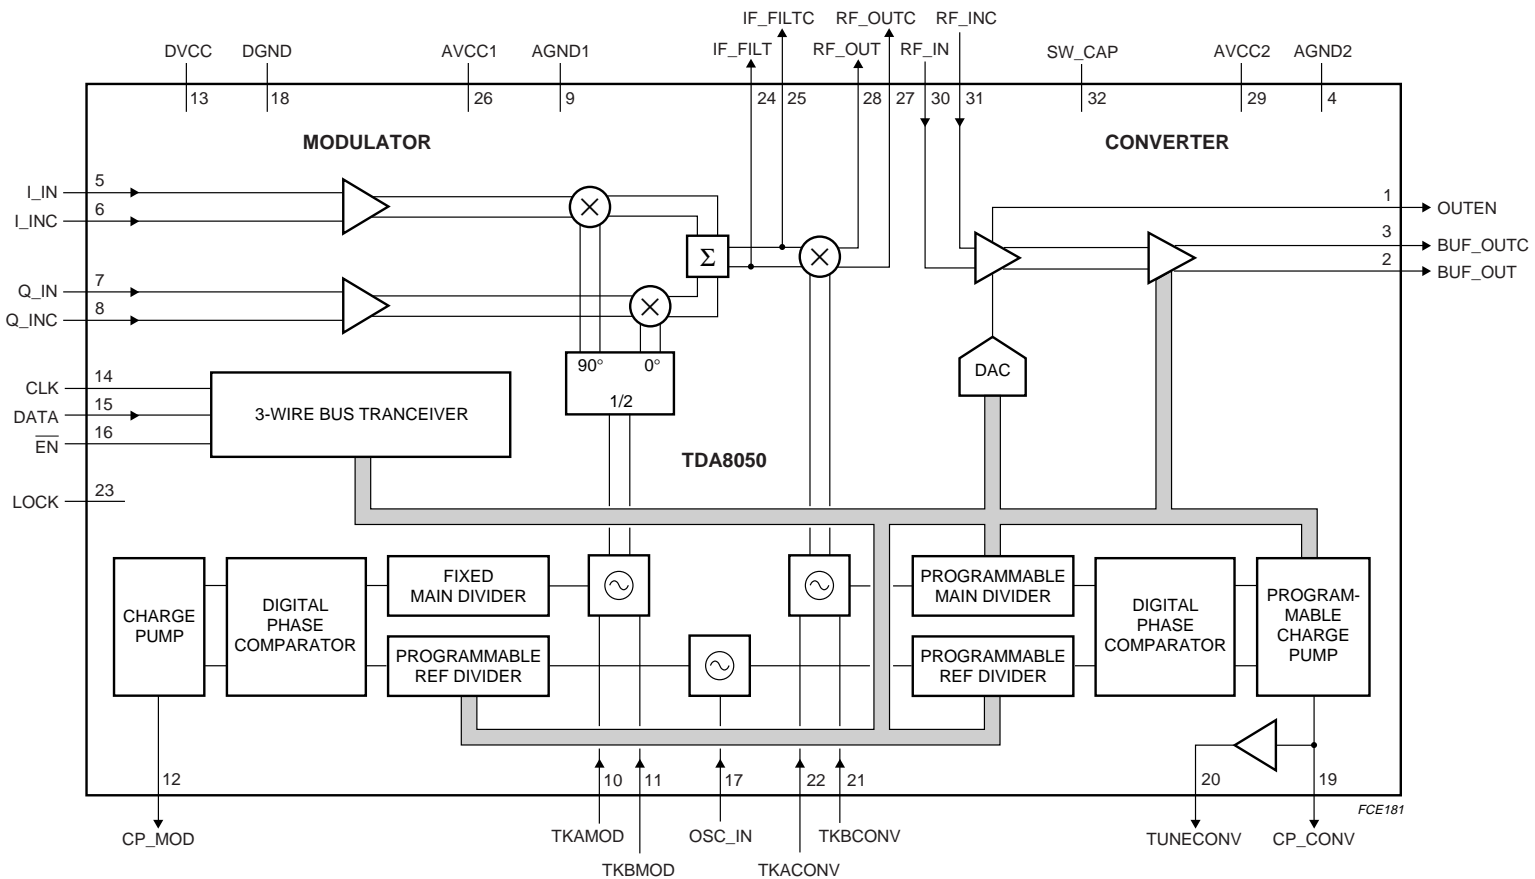 IF_FILTC RF_OUTC RF_INC
IF_FILT RF_OUT RF_IN
DVCC DGND AVCC1 AGND1 SW_CAP AVCC2 AGND2
13 18 26 9 24 25 28 27 30 31 32 29 4
MODULATOR CONVERTER
I_IN 5
I_INC 6
1 OUTEN
3 BUF_OUTC
2 BUF_OUT
Σ
Q_IN 7
Q_INC 8
90° 0°
1/2
DAC
CLK 14
DATA 15
EN 16
3-WIRE BUS TRANCEIVER
TDA8050
LOCK 23
CHARGE
PUMP
DIGITAL
PHASE
COMPARATOR
FIXED
MAIN DIVIDER
PROGRAMMABLE
REF DIVIDER
PROGRAMMABLE
MAIN DIVIDER
PROGRAMMABLE
REF DIVIDER
DIGITAL
PHASE
COMPARATOR
PROGRAM-
MABLE
CHARGE
PUMP
12 10 11 17 22 21 20 19
FCE181
CP_MOD TKAMOD OSC_IN TKBCONV TUNECONV CP_CONV
TKBMOD TKACONV